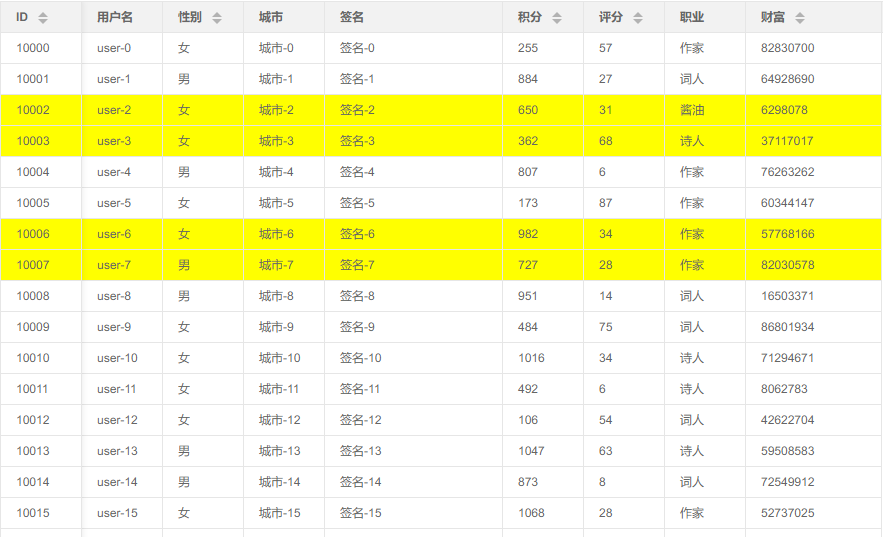 ID 用户名 性别 城市 签名 积分 评分 职业 财富
10000 user-0 女 城市-0 签名-0 255 57 作家 82830700
10001 user-1 男 城市-1 签名-1 884 27 词人 64928690
10002 user-2 女 城市-2 签名-2 650 31 酱油 6298078
10003 user-3 女 城市-3 签名-3 362 68 诗人 37117017
10004 user-4 男 城市-4 签名-4 807 6 作家 76263262
10005 user-5 女 城市-5 签名-5 173 87 作家 60344147
10006 user-6 女 城市-6 签名-6 982 34 作家 57768166
10007 user-7 男 城市-7 签名-7 727 28 作家 82030578
10008 user-8 男 城市-8 签名-8 951 14 词人 16503371
10009 user-9 女 城市-9 签名-9 484 75 词人 86801934
10010 user-10 女 城市-10 签名-10 1016 34 诗人 71294671
10011 user-11 女 城市-11 签名-11 492 6 诗人 8062783
10012 user-12 女 城市-12 签名-12 106 54 词人 42622704
10013 user-13 男 城市-13 签名-13 1047 63 诗人 59508583
10014 user-14 男 城市-14 签名-14 873 8 词人 72549912
10015 user-15 女 城市-15 签名-15 1068 28 作家 52737025